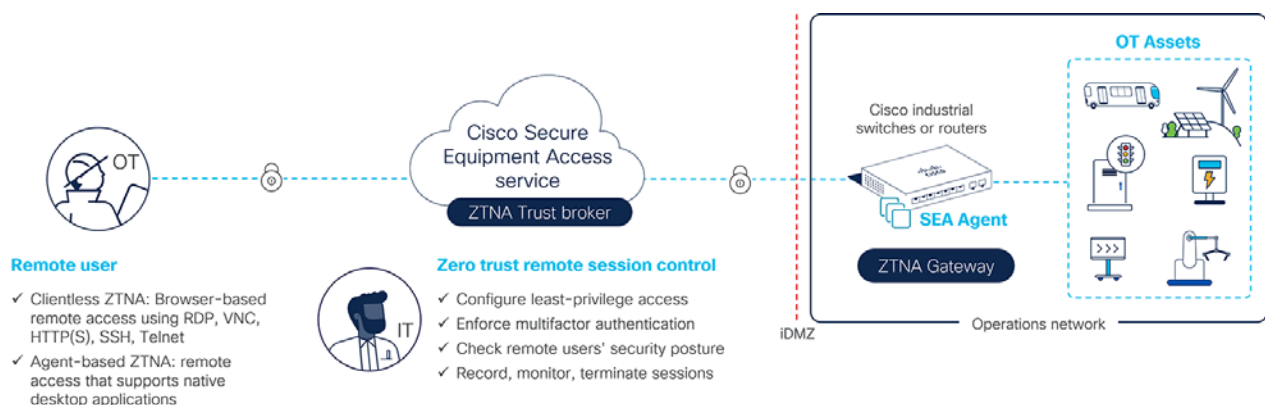 OT
Remote user
✓ Clientless ZTNA: Browser-based
remote access using RDP, VNC,
HTTP(S), SSH, Telnet
✓ Agent-based ZTNA: remote
access that supports native
desktop applications
Cisco Secure
Equipment Access
service
ZTNA Trust broker
IT
Zero trust remote session control
✓ Configure least-privilege access
✓ Enforce multifactor authentication
✓ Check remote users' security posture
✓ Record, monitor, terminate sessions
iDMZ
Cisco industrial
switches or routers
SEA Agent
ZTNA Gateway
OT Assets
>>>
Operations network